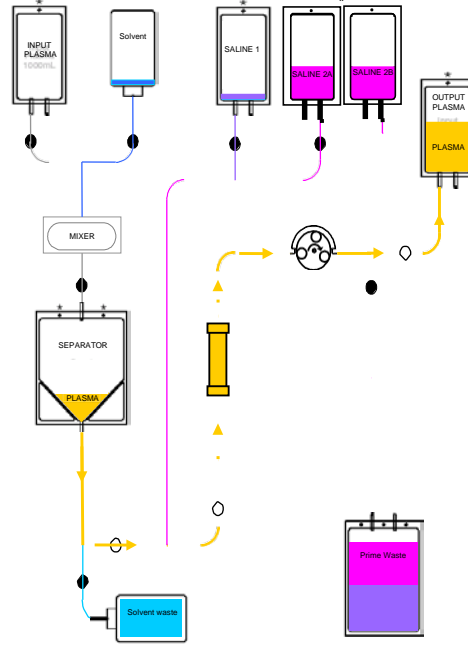 INPUT
PLASMA
1000mL
Solvent
SALINE 1
SALINE 2A
SALINE 2B
OUTPUT
PLASMA
PLASMA
MIXER
SEPARATOR
PLASMA
Prime Waste
Solvent waste